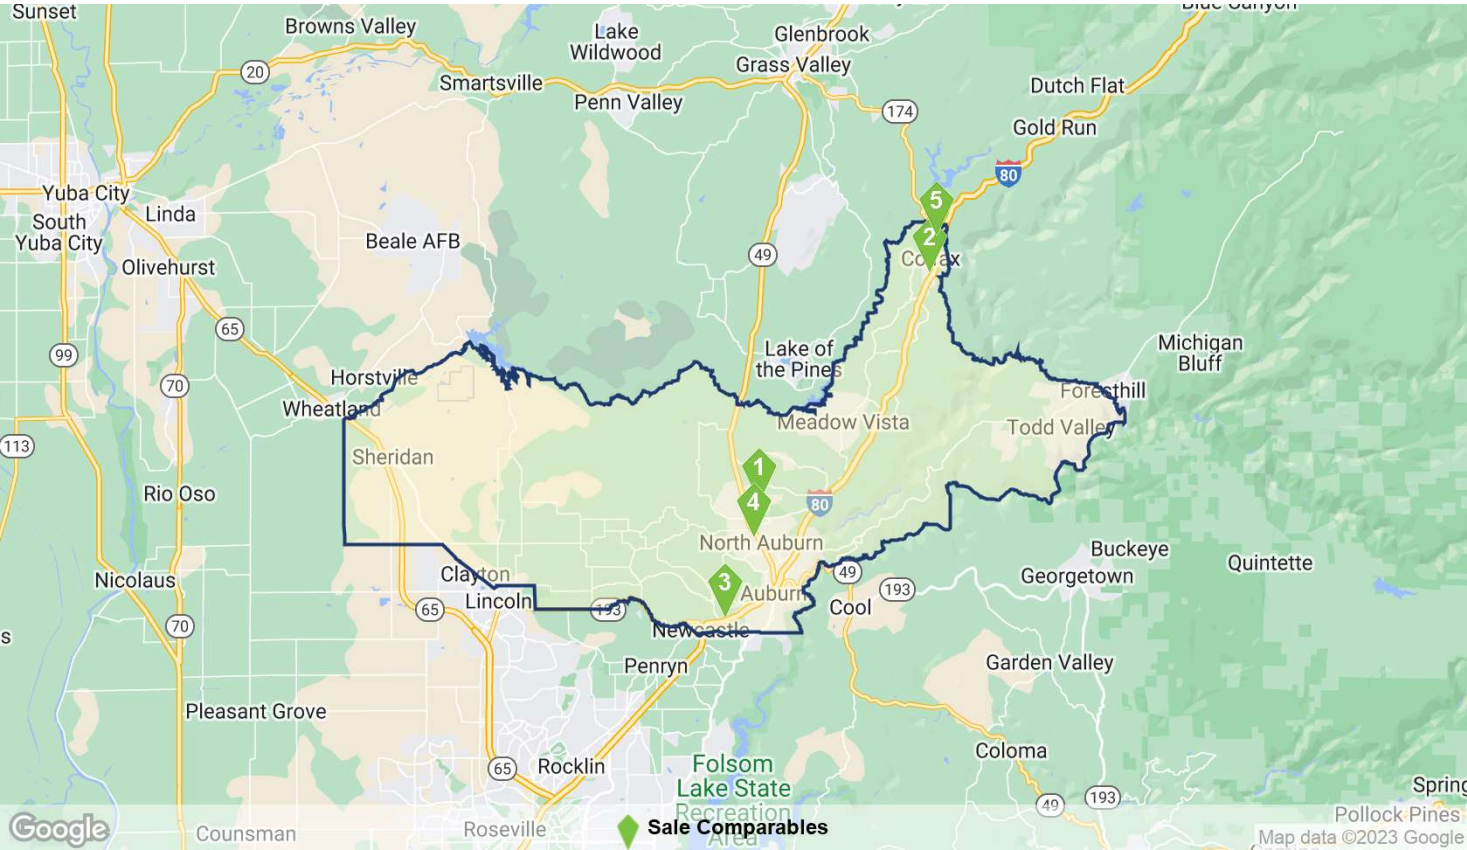 Sunset
Browns Valley
Lake
Wildwood
Glenbrook
Grass Valley
20
Smartsville
Penn Valley
174
Dutch Flat
Gold Run
80
Yuba City
Linda
South
Yuba City
Beale AFB
Olivehurst
49
5
2
Colfax
65
99
70
Horstville
Wheatland
Lake of
the Pines
Michigan
Bluff
Foresthill
Meadow Vista
Todd Valley
113
Sheridan
1
4
80
Rio Oso
North Auburn
Nicolaus
Clayton
Lincoln
65
193
3
Auburn
49
193
Cool
Buckeye
Georgetown
Quintette
70
s
Newcastle
Penryn
Garden Valley
Pleasant Grove
Coloma
65
Rocklin
Folsom
Lake State
Recreation
Area
49
193
Spring
Pollock Pines
Google
Counsman
Roseville
Sale Comparables
Map data ©2023 Google